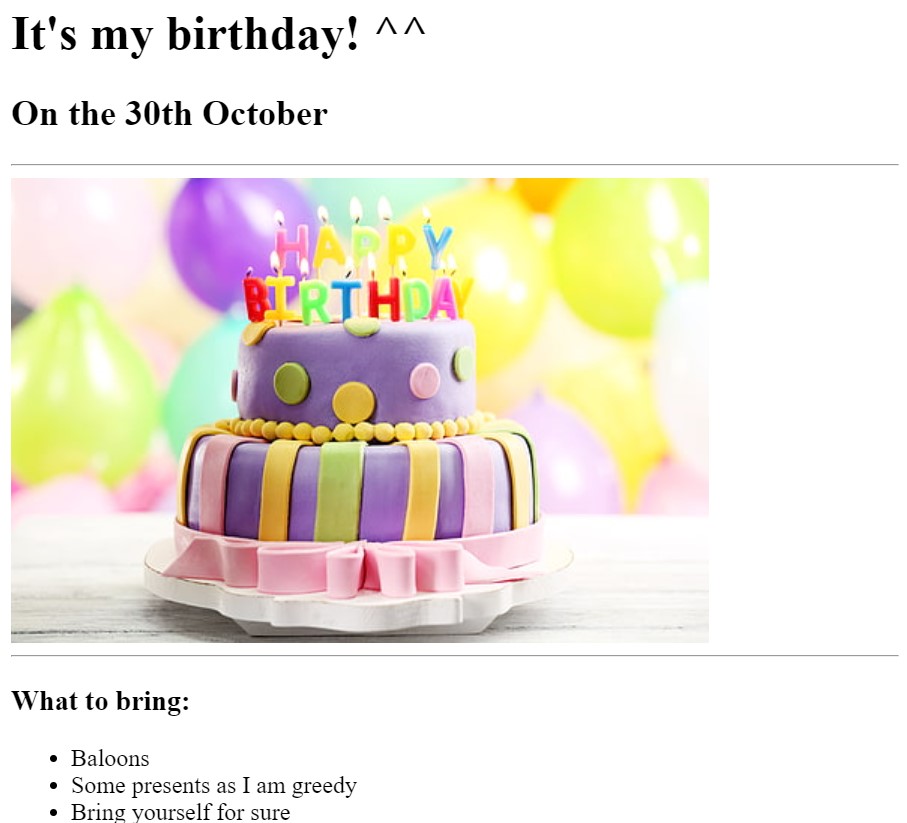 It's my birthday! ^^
On the 30th October
HAPPY
BIRTHDAY
What to bring:
Baloons
Some presents as I am greedy
Bring yourself for sure